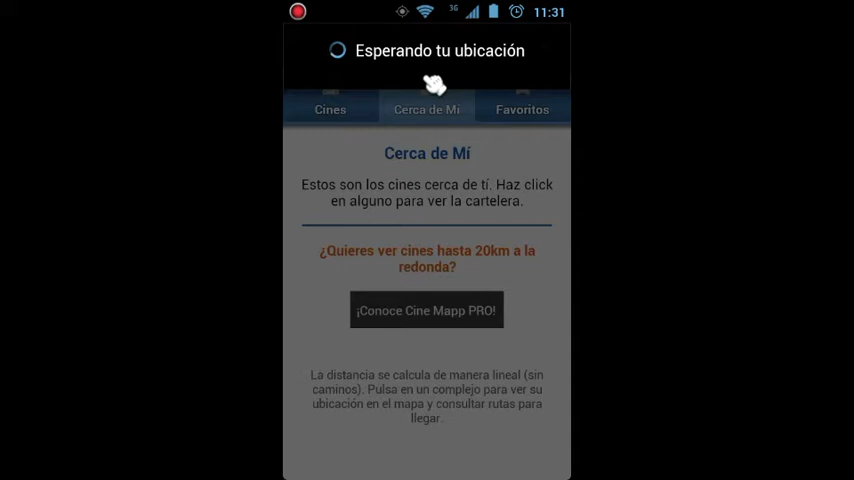 3G 11:31
Esperando tu ubicación
Cines Cerca de Mí Favoritos
Cerca de Mí
Estos son los cines cerca de tí. Haz click
en alguno para ver la cartelera.
¿Quieres ver cines hasta 20km a la
redonda?
¡Conoce Cine Mapp PRO!
La distancia se calcula de manera lineal (sin
caminos). Pulsa en un complejo para ver su
ubicación en el mapa y consultar rutas para
llegar.